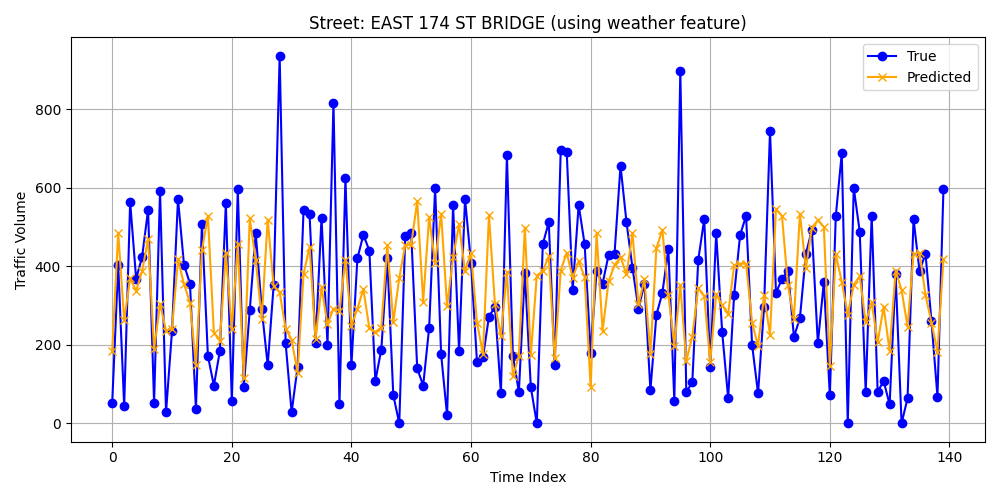 Street: EAST 174 ST BRIDGE (using weather feature)
True
Predicted
Traffic Volume
800
600
400
200
0
0 20 40 60 80 100 120 140
Time Index